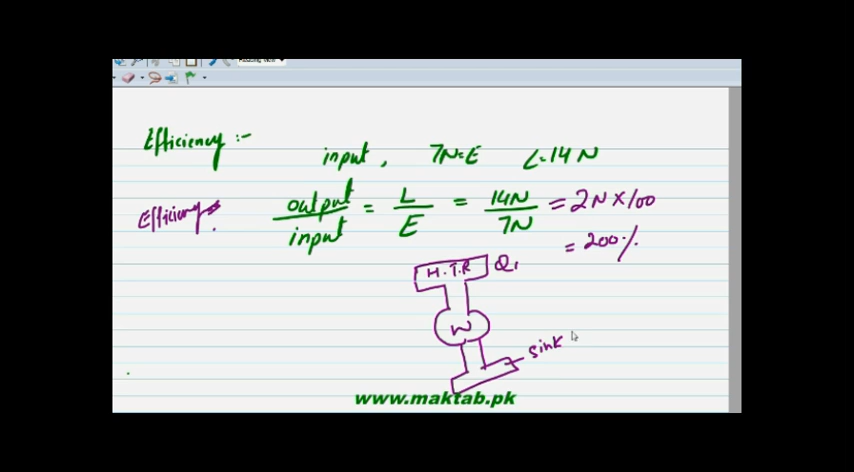 Efficiency :-
input, 7N=E L=14N
Efficiency. output/input = L/E = 14N/7N = 2N×100
= 200%
H.T.R Q1
W
sink
www.maktab.pk